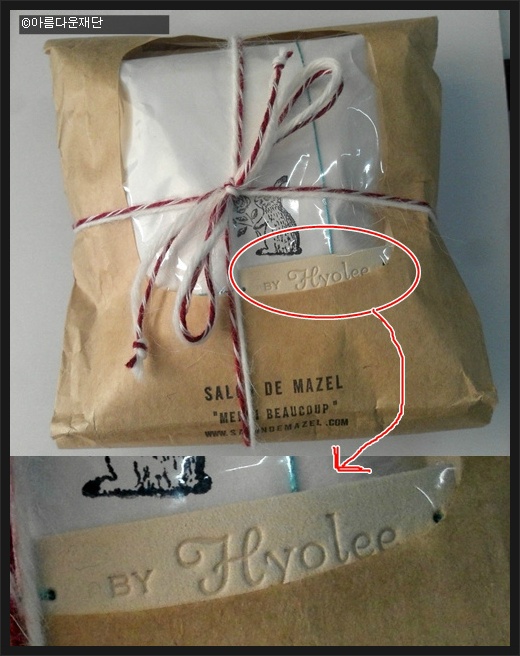 ©아름다운재단
BY Hyolee
SALON DE MAZEL
"MERCI BEAUCOUP"
WWW.SALONDEMAZEL.COM
BY Hyolee